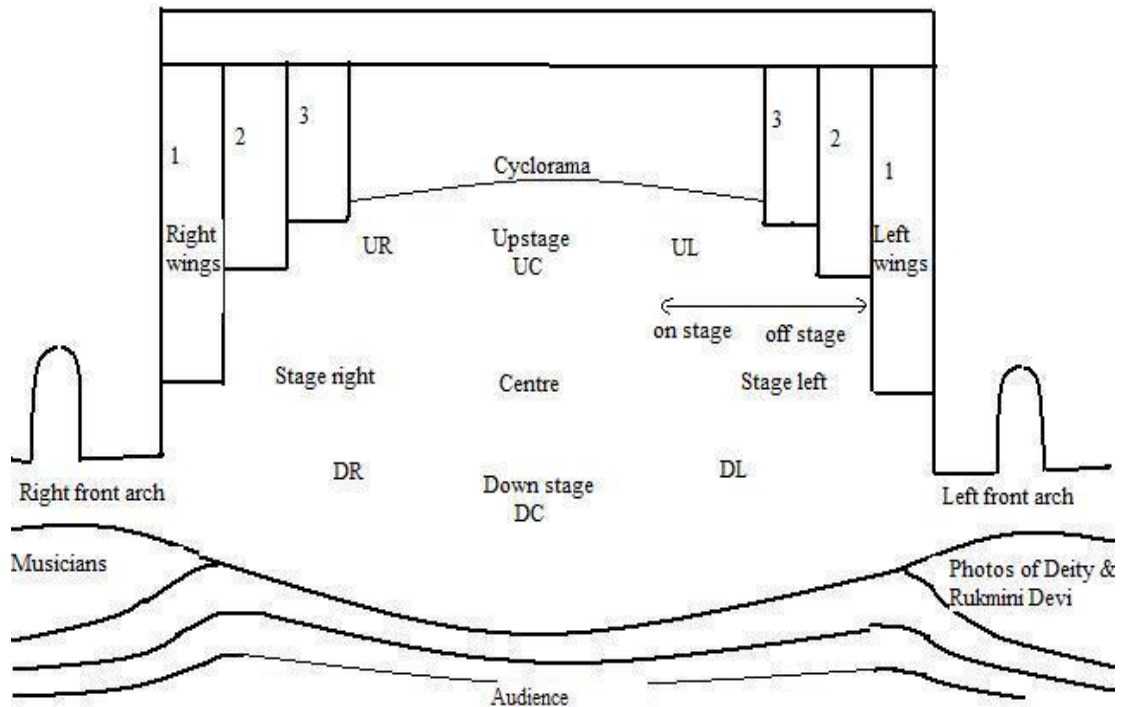 3
3
2
2
1
1
Cyclorama
Right
wings
UR
Upstage
UC
UL
Left
wings
on stage
off stage
Stage right
Centre
Stage left
DR
Down stage
DC
DL
Right front arch
Left front arch
Musicians
Photos of Deity &
Rukmini Devi
Audience